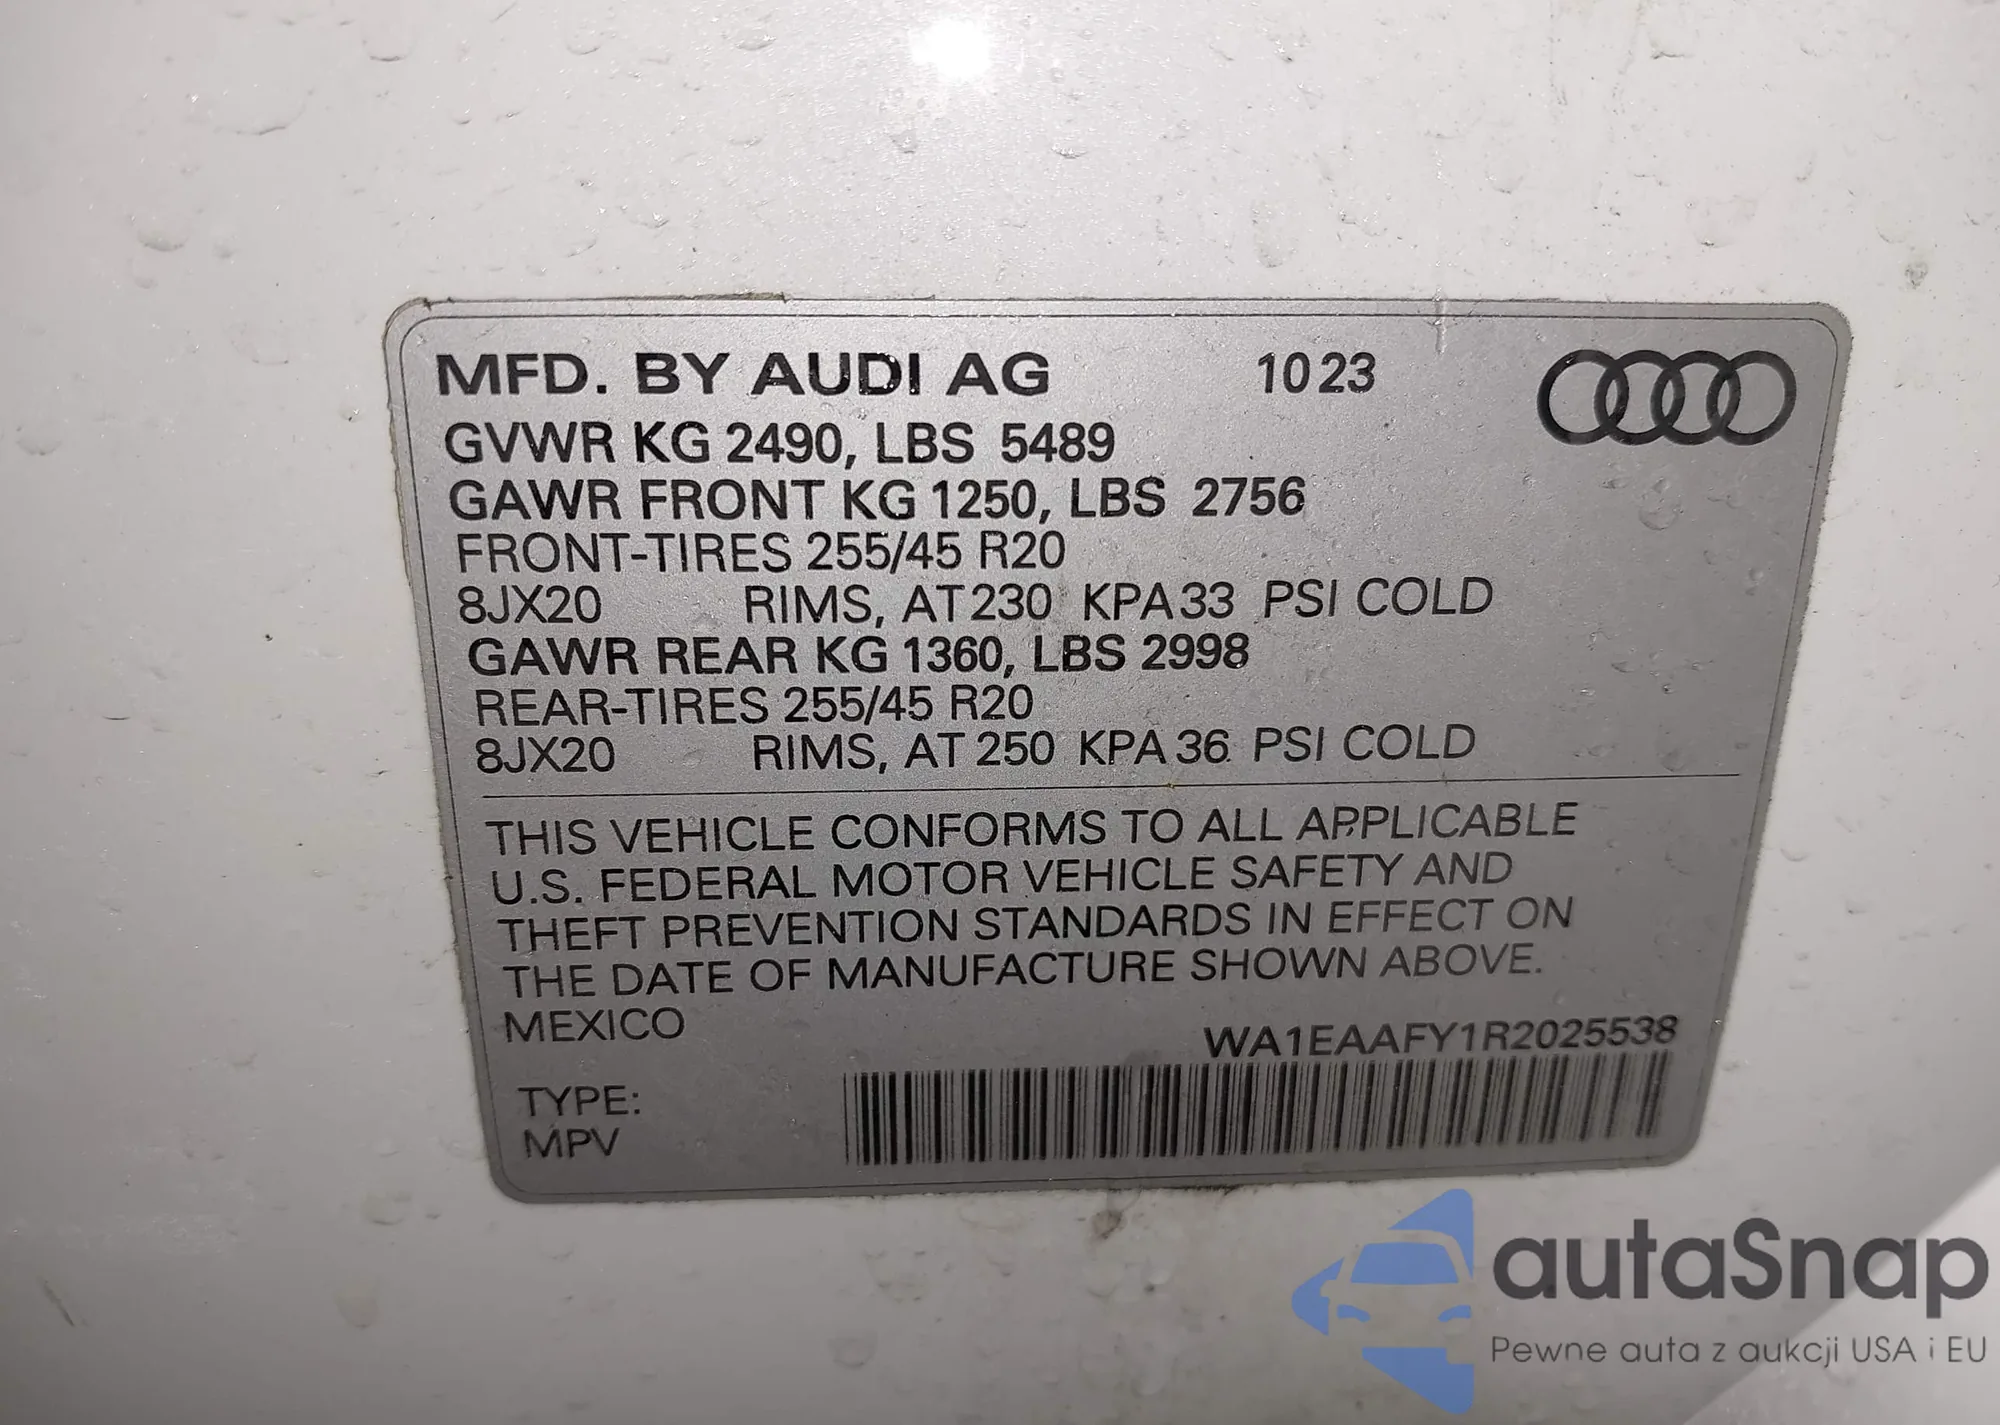 MFD. BY AUDI AG 10 23
GVWR KG 2490, LBS 5489
GAWR FRONT KG 1250, LBS 2756
FRONT-TIRES 255/45 R20
8JX20 RIMS, AT 230 KPA 33 PSI COLD
GAWR REAR KG 1360, LBS 2998
REAR-TIRES 255/45 R20
8JX20 RIMS, AT 250 KPA 36 PSI COLD
THIS VEHICLE CONFORMS TO ALL APPLICABLE
U.S. FEDERAL MOTOR VEHICLE SAFETY AND
THEFT PREVENTION STANDARDS IN EFFECT ON
THE DATE OF MANUFACTURE SHOWN ABOVE.
MEXICO
WA1EAAFY1R2025538
TYPE:
MPV
autaSnap
Pewne auta z aukcji USA i EU